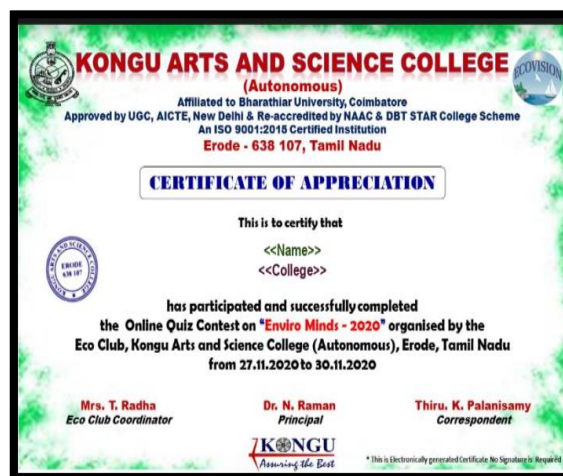 KONGU ARTS AND SCIENCE COLLEGE
ECOVISION
(Autonomous)
Affiliated to Bharathiar University, Coimbatore
Approved by UGC, AICTE, New Delhi & Re-accredited by NAAC & DBT STAR College Scheme
An ISO 9001:2015 Certified Institution
Erode - 638 107, Tamil Nadu
CERTIFICATE OF APPRECIATION
This is to certify that
<<Name>>
<<College>>
KONGU ARTS AND SCIENCE COLLEGE
ERODE
638 107
has participated and successfully completed
the Online Quiz Contest on "Enviro Minds - 2020" organised by the
Eco Club, Kongu Arts and Science College (Autonomous), Erode, Tamil Nadu
from 27.11.2020 to 30.11.2020
Mrs. T. Radha
Eco Club Coordinator
Dr. N. Raman
Principal
Thiru. K. Palanisamy
Correspondent
KONGU
Assuring the Best
* This is Electronically generated Certificate No Signature is Required